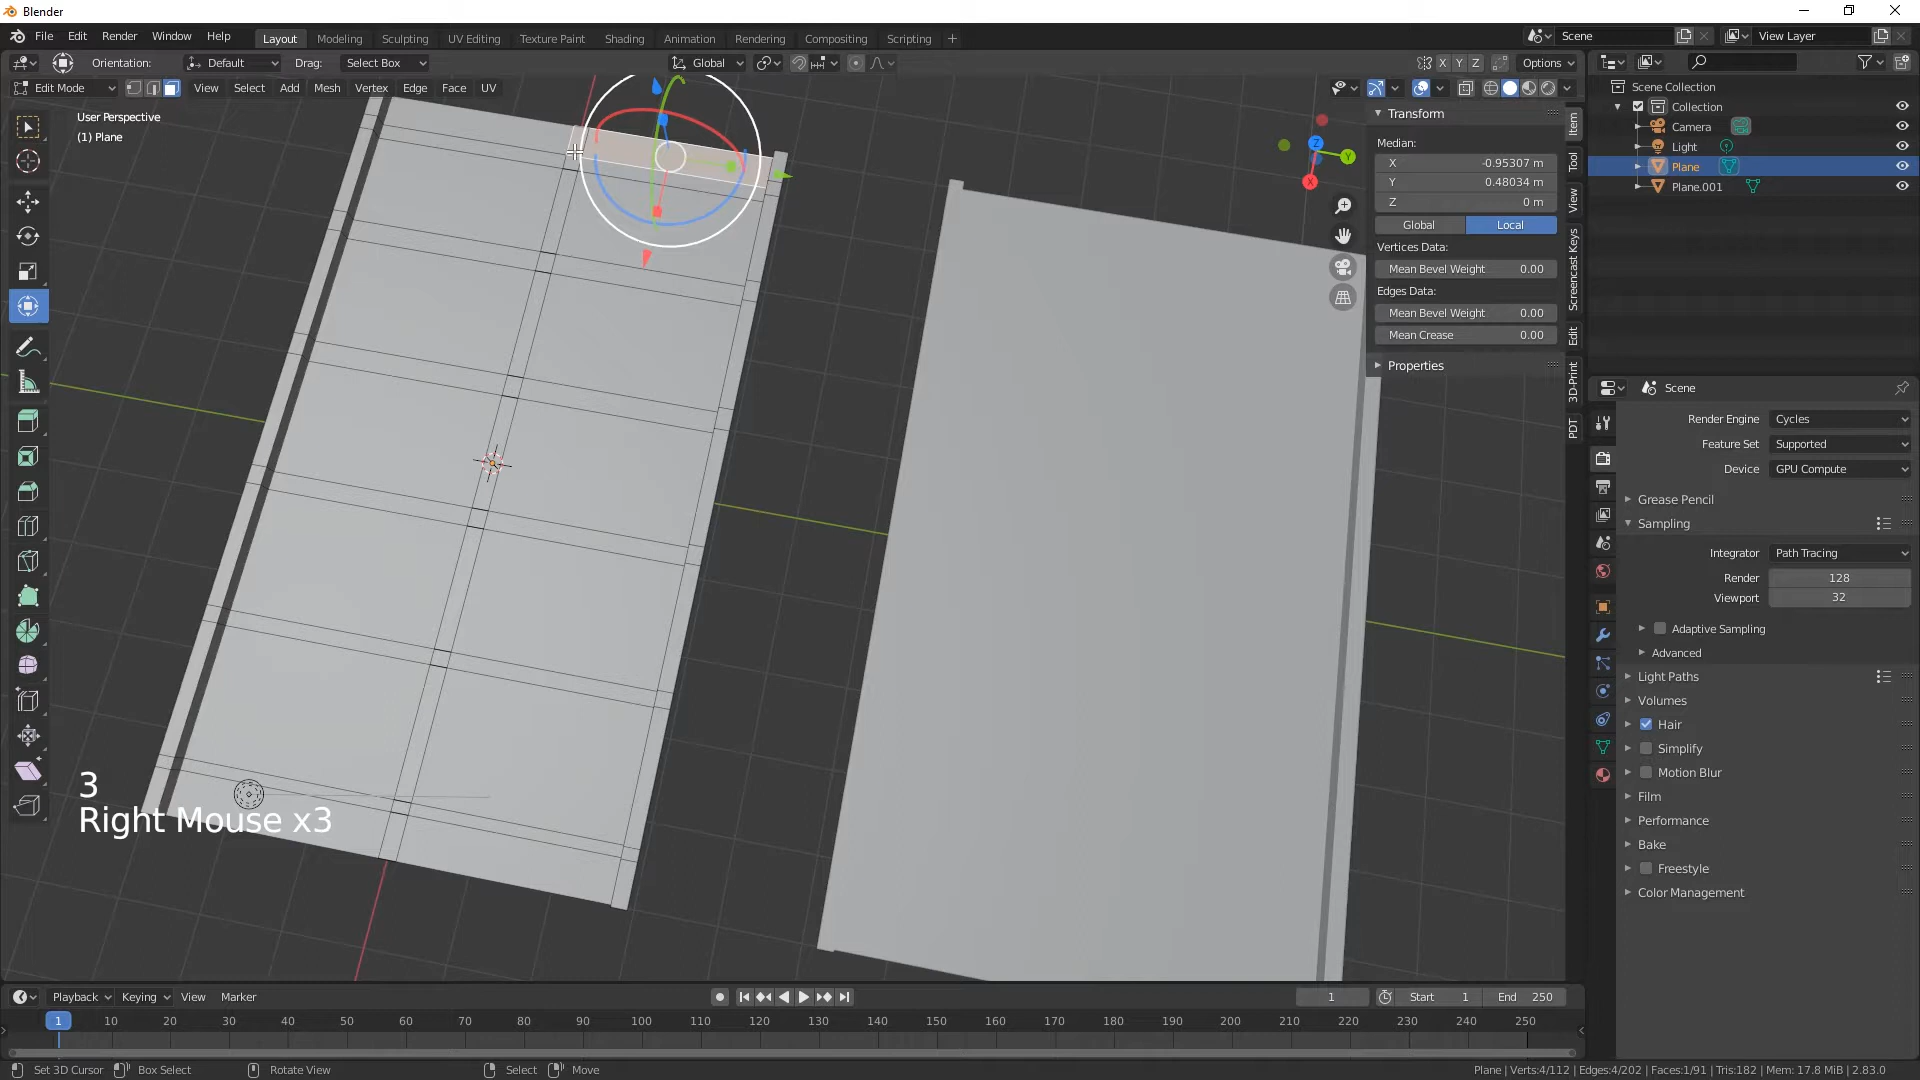 Blender
File Edit Render Window Help
Layout Modeling Sculpting UV Editing Texture Paint Shading Animation Rendering Compositing Scripting +
Scene
View Layer
Orientation: Default Drag: Select Box
Global
X Y Z Options
Edit Mode View Select Add Mesh Vertex Edge Face UV
User Perspective
(1) Plane
Z
Y
X
Transform
Median:
X -0.95307 m
Y 0.48034 m
Z 0 m
Global Local
Vertices Data:
Mean Bevel Weight 0.00
Edges Data:
Mean Bevel Weight 0.00
Mean Crease 0.00
Properties
Item
Tool
View
Screencast Keys
Edit
3D-Print
PDT
Scene Collection
Collection
Camera
Light
Plane
Plane.001
Scene
Render Engine Cycles
Feature Set Supported
Device GPU Compute
Grease Pencil
Sampling
Integrator Path Tracing
Render 128
Viewport 32
Adaptive Sampling
Advanced
Light Paths
Volumes
Hair
Simplify
Motion Blur
Film
Performance
Bake
Freestyle
Color Management
3
Right Mouse x3
Playback Keying View Marker
1 Start 1 End 250
1 10 20 30 40 50 60 70 80 90 100 110 120 130 140 150 160 170 180 190 200 210 220 230 240 250
Set 3D Cursor Box Select Rotate View Select Move
Plane | Verts:4/112 | Edges:4/202 | Faces:1/91 | Tris:182 | Mem: 17.8 MiB | 2.83.0